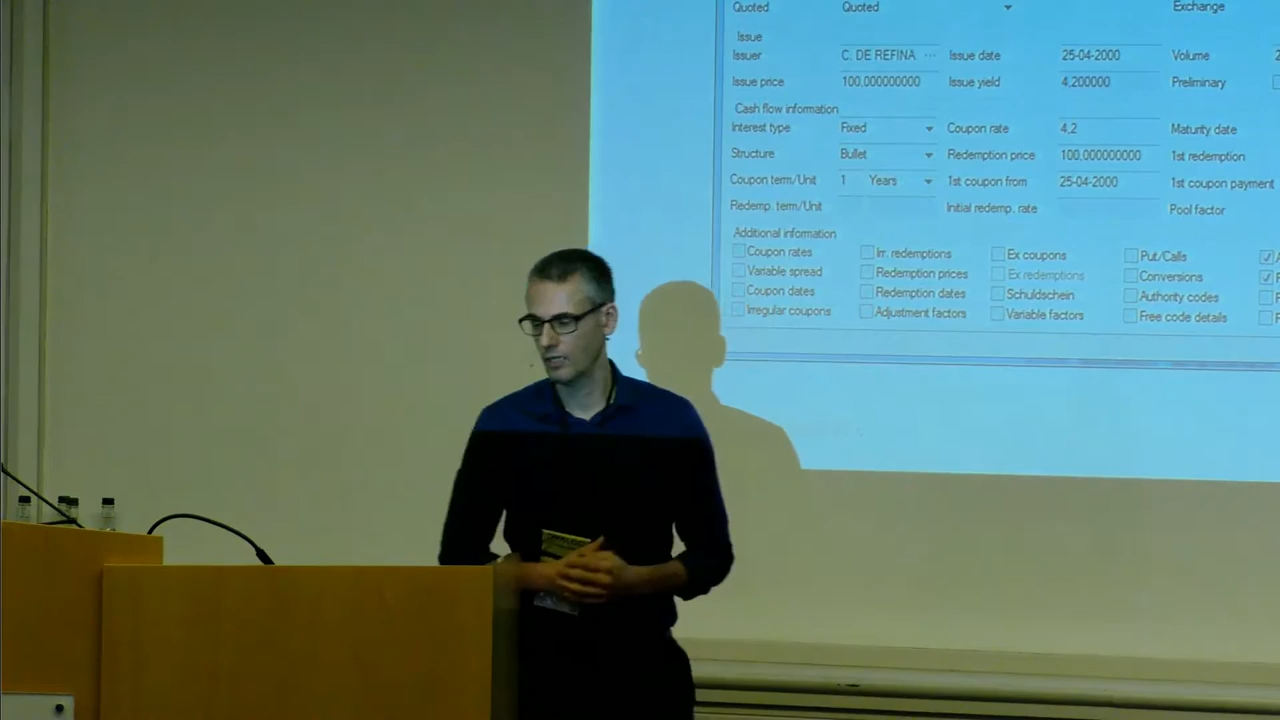 Quoted Quoted Exchange
Issue
Issuer C. DE REFINA ... Issue date 25-04-2000 Volume 2
Issue price 100,000000000 Issue yield 4,200000 Preliminary
Cash flow information
Interest type Fixed Coupon rate 4,2 Maturity date
Structure Bullet Redemption price 100,000000000 1st redemption
Coupon term/Unit 1 Years 1st coupon from 25-04-2000 1st coupon payment
Redemp. term/Unit Initial redemp. rate Pool factor
Additional information
Coupon rates Irr. redemptions Ex coupons Put/Calls
Variable spread Redemption prices Ex redemptions Conversions
Coupon dates Redemption dates Schuldschein Authority codes
Irregular coupons Adjustment factors Variable factors Free code details